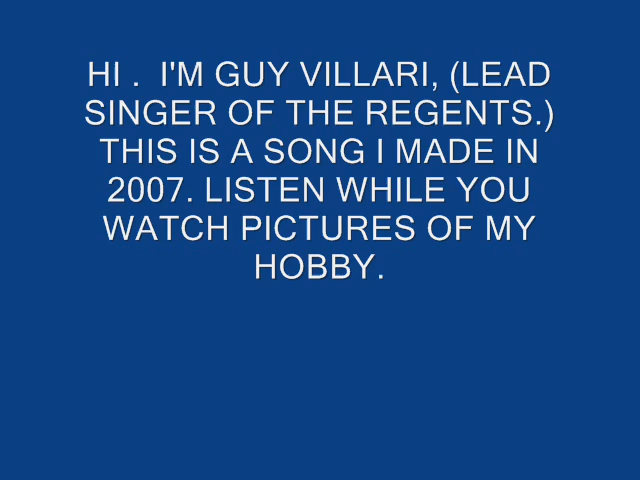 HI .  I'M GUY VILLARI, (LEAD
SINGER OF THE REGENTS.)
THIS IS A SONG I MADE IN
2007. LISTEN WHILE YOU
WATCH PICTURES OF MY
HOBBY.